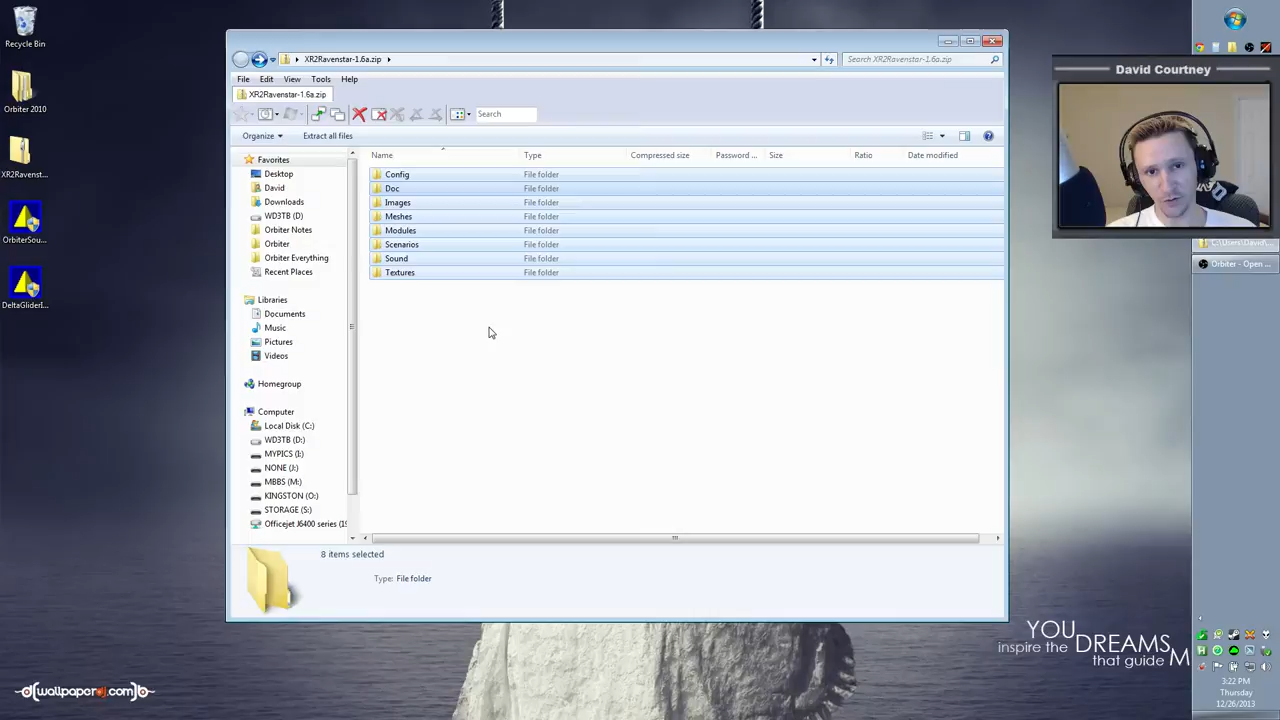 Recycle Bin
Orbiter 2010
XR2Ravenst...
OrbiterSou...
DeltaGliderI...
XR2Ravenstar-1.6a.zip
Search XR2Ravenstar-1.6a.zip
File Edit View Tools Help
XR2Ravenstar-1.6a.zip
Search
Organize Extract all files
Name Type Compressed size Password ... Size Ratio Date modified
Favorites
Desktop
David
Downloads
WD3TB (D)
Orbiter Notes
Orbiter
Orbiter Everything
Recent Places
Libraries
Documents
Music
Pictures
Videos
Homegroup
Computer
Local Disk (C:)
WD3TB (D:)
MYPICS (I:)
NONE (J:)
MBBS (M:)
KINGSTON (O:)
STORAGE (S:)
Officejet J6400 series (19
Config File folder
Doc File folder
Images File folder
Meshes File folder
Modules File folder
Scenarios File folder
Sound File folder
Textures File folder
8 items selected
Type: File folder
David Courtney
C:\Users\David\...
Orbiter - Open ...
YOU
inspire the DREAMS
that guide M
[wallpaper.com]
3:22 PM
Thursday
12/26/2013